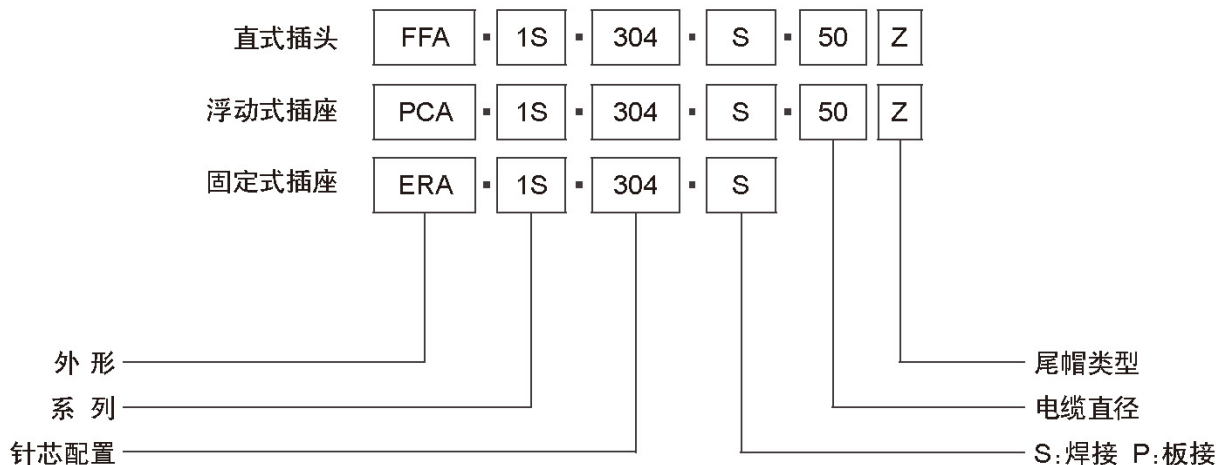 直式插头 FFA · 1S · 304 · S · 50 Z
浮动式插座 PCA · 1S · 304 · S · 50 Z
固定式插座 ERA · 1S · 304 · S
外 形 尾帽类型
系 列 电缆直径
针芯配置 S:焊接 P:板接